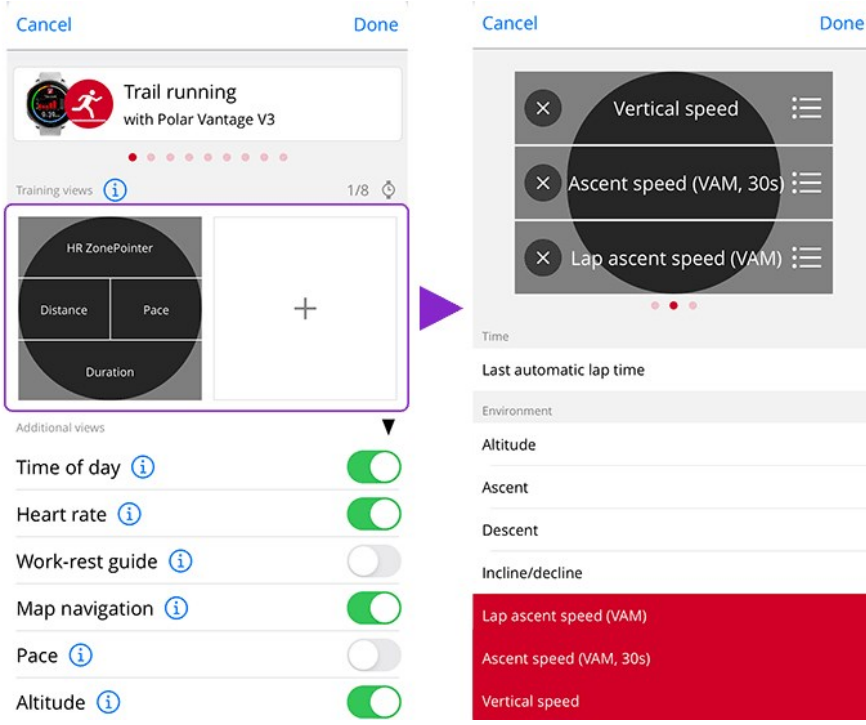 Cancel
Done
Trail running
with Polar Vantage V3
Training views
1/8
HR ZonePointer
Distance
Pace
Duration
+
Additional views
Time of day
Heart rate
Work-rest guide
Map navigation
Pace
Altitude
Cancel
Done
Vertical speed
Ascent speed (VAM, 30s)
Lap ascent speed (VAM)
Time
Last automatic lap time
Environment
Altitude
Ascent
Descent
Incline/decline
Lap ascent speed (VAM)
Ascent speed (VAM, 30s)
Vertical speed